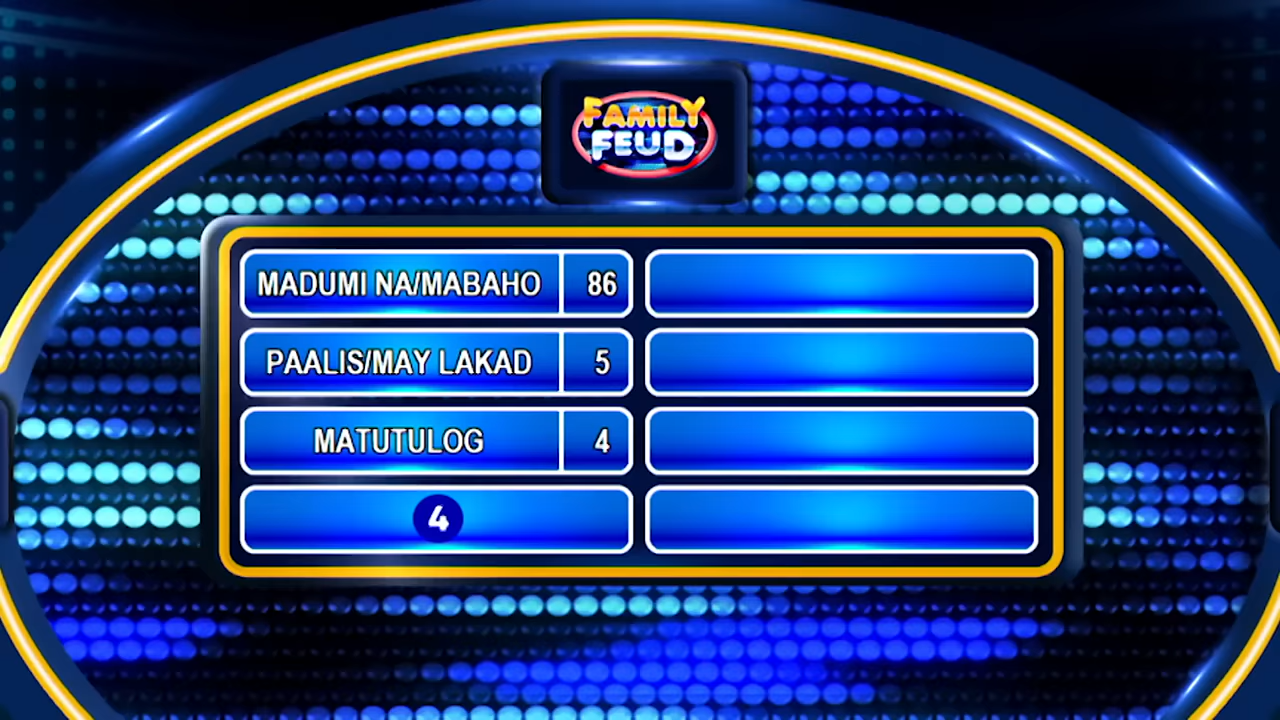 FAMILY
FEUD
MADUMI NA/MABAHO 86
PAALIS/MAY LAKAD 5
MATUTULOG 4
4